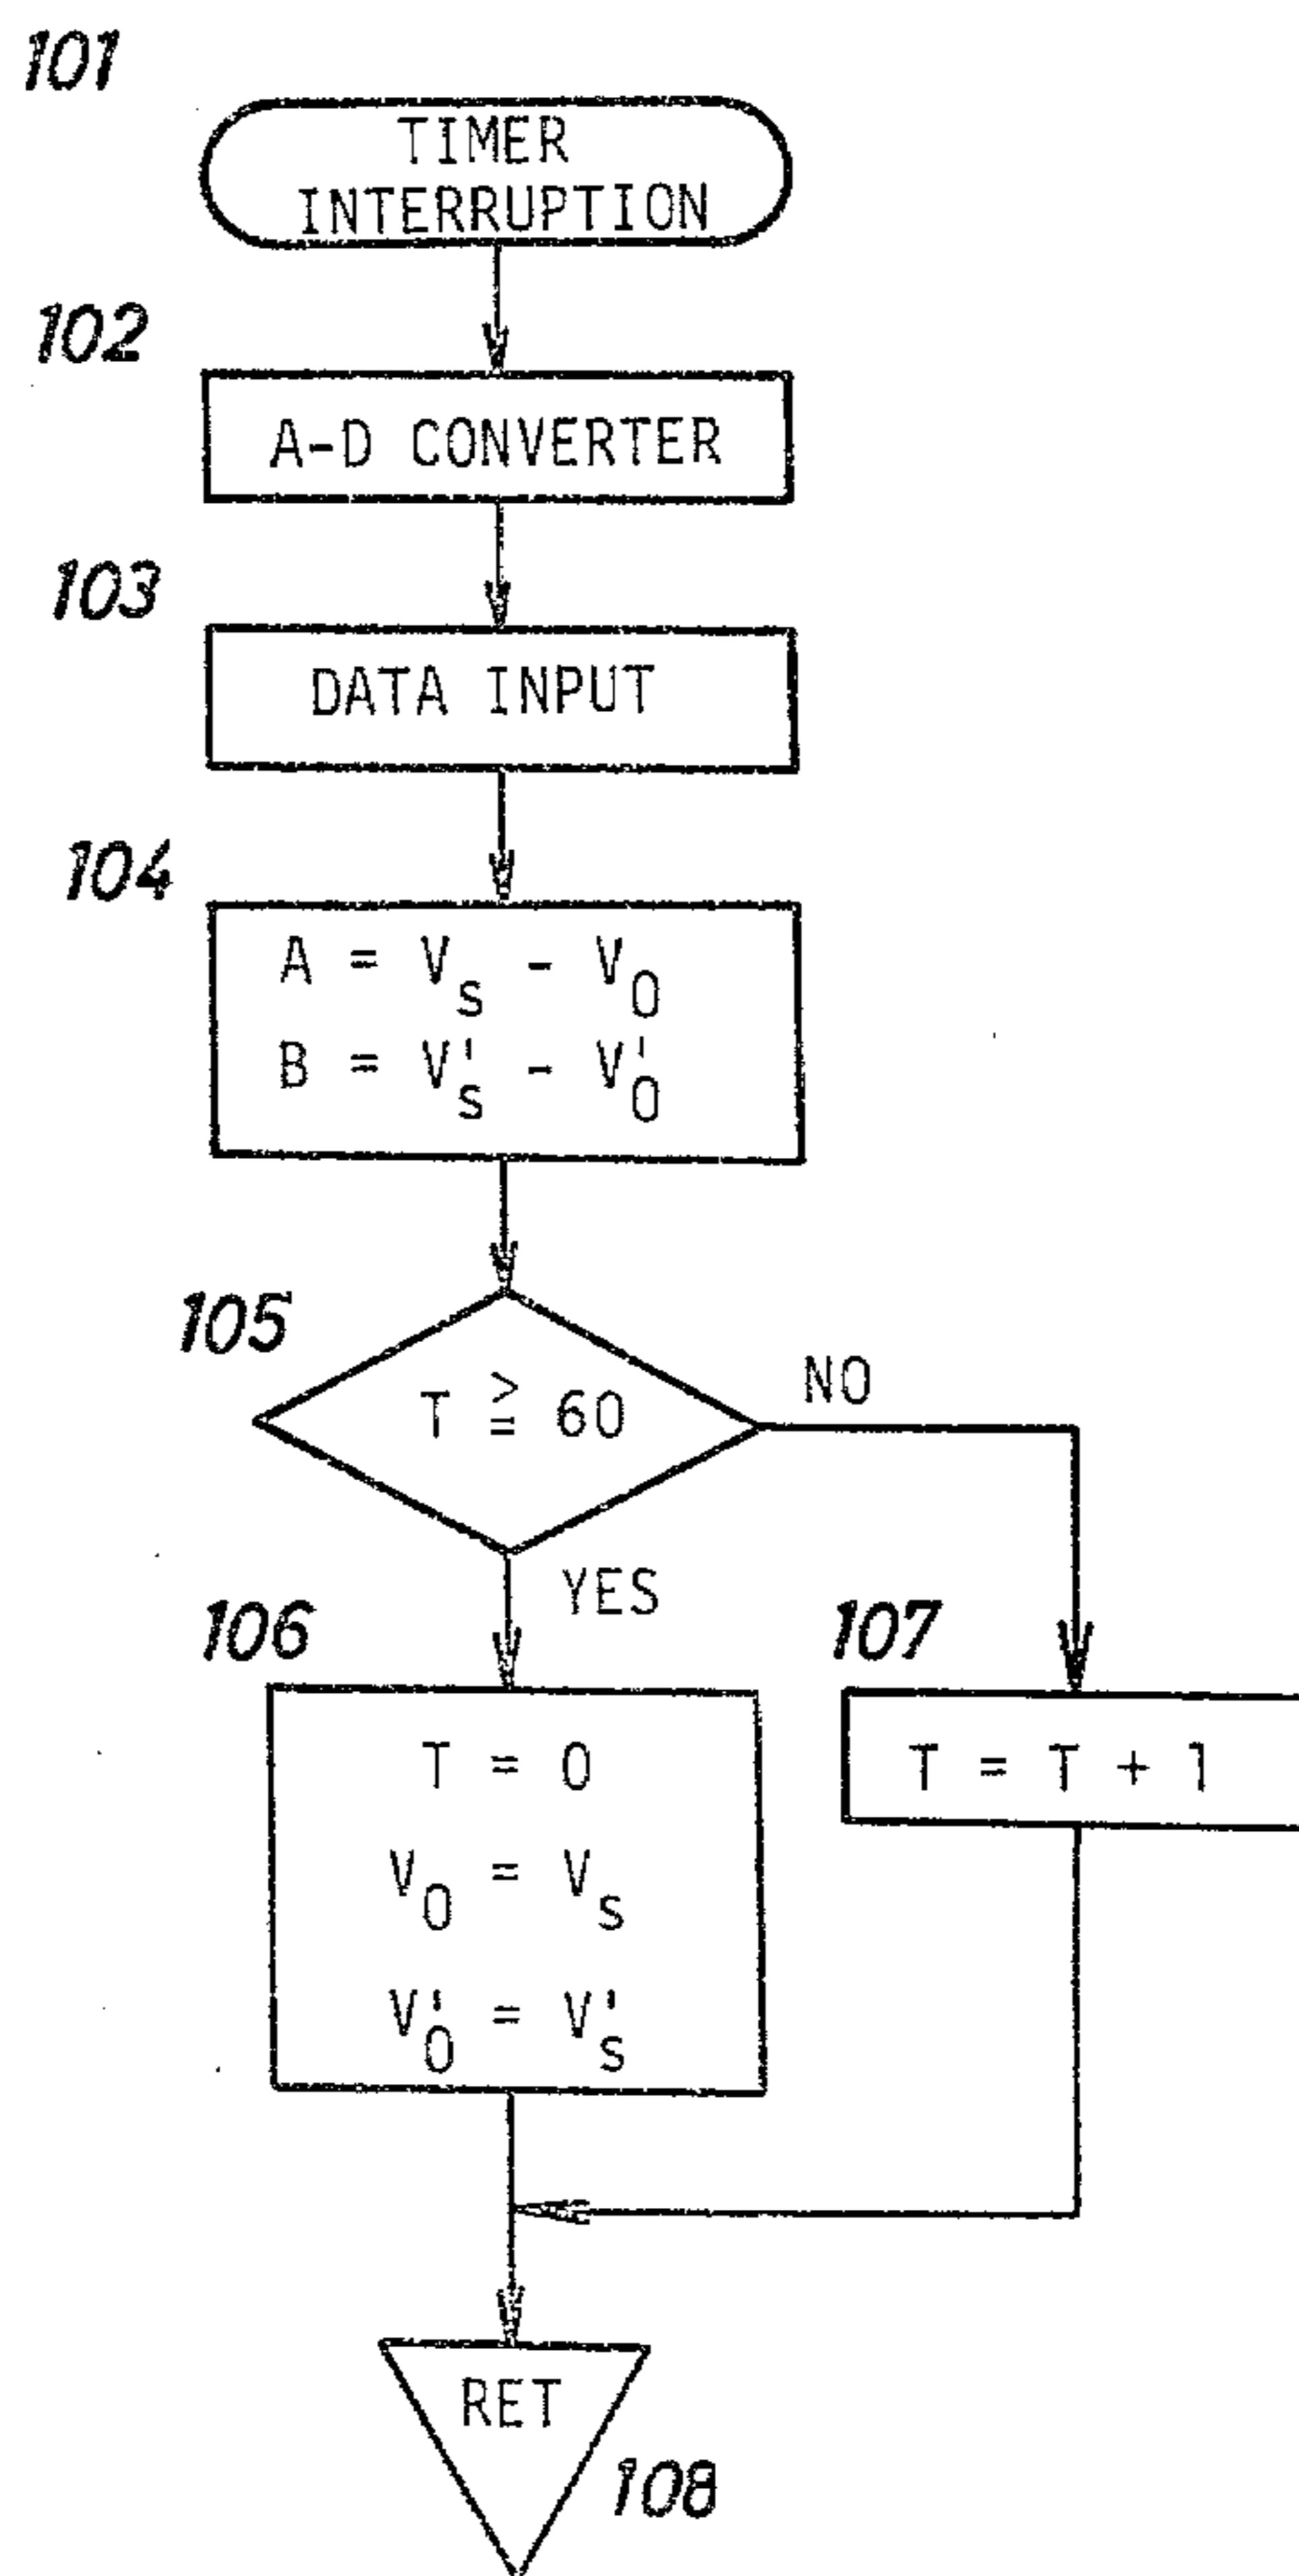 101
TIMER
INTERRUPTION
102
A-D CONVERTER
103
DATA INPUT
104
A = Vs - V0
B = V's - V'0
105
T ≧ 60
NO
YES
106
T = 0
V0 = Vs
V'0 = V's
107
T = T + 1
RET
108